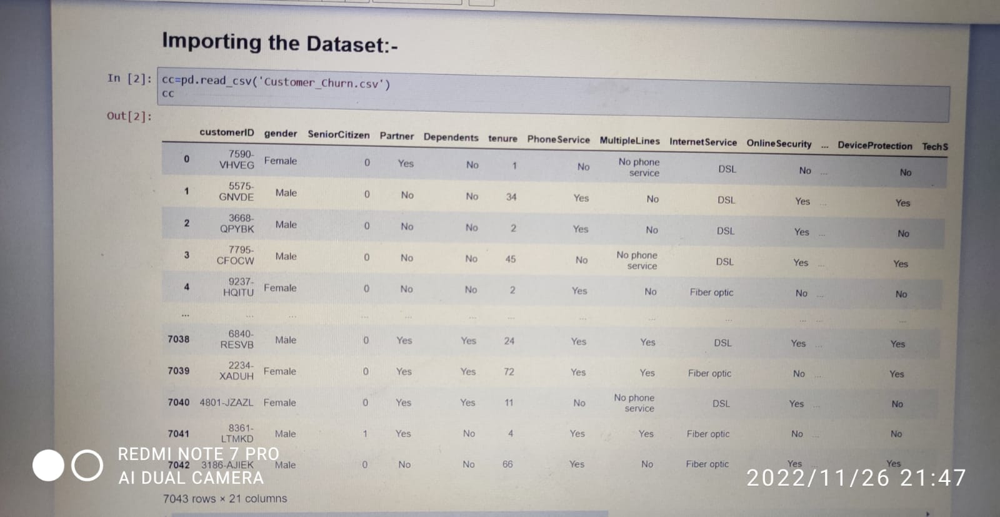 Importing the Dataset:-
In [2]: cc=pd.read_csv('Customer_Churn.csv')
cc
Out[2]:
customerID gender SeniorCitizen Partner Dependents tenure PhoneService MultipleLines InternetService OnlineSecurity ... DeviceProtection TechS
0 7590-VHVEG Female 0 Yes No 1 No No phone service DSL No ... No
1 5575-GNVDE Male 0 No No 34 Yes No DSL Yes ... Yes
2 3668-QPYBK Male 0 No No 2 Yes No DSL Yes ... No
3 7795-CFOCW Male 0 No No 45 No No phone service DSL Yes ... Yes
4 9237-HQITU Female 0 No No 2 Yes No Fiber optic No ... No
... ... ... ... ... ... ... ... ... ... ... ... ...
7038 6840-RESVB Male 0 Yes Yes 24 Yes Yes DSL Yes ... Yes
7039 2234-XADUH Female 0 Yes Yes 72 Yes Yes Fiber optic No ... Yes
7040 4801-JZAZL Female 0 Yes Yes 11 No No phone service DSL Yes ... No
7041 8361-LTMKD Male 1 Yes No 4 Yes Yes Fiber optic No ... No
7042 3186-AJIEK Male 0 No No 66 Yes No Fiber optic Yes ... Yes
7043 rows × 21 columns
REDMI NOTE 7 PRO
AI DUAL CAMERA
2022/11/26 21:47